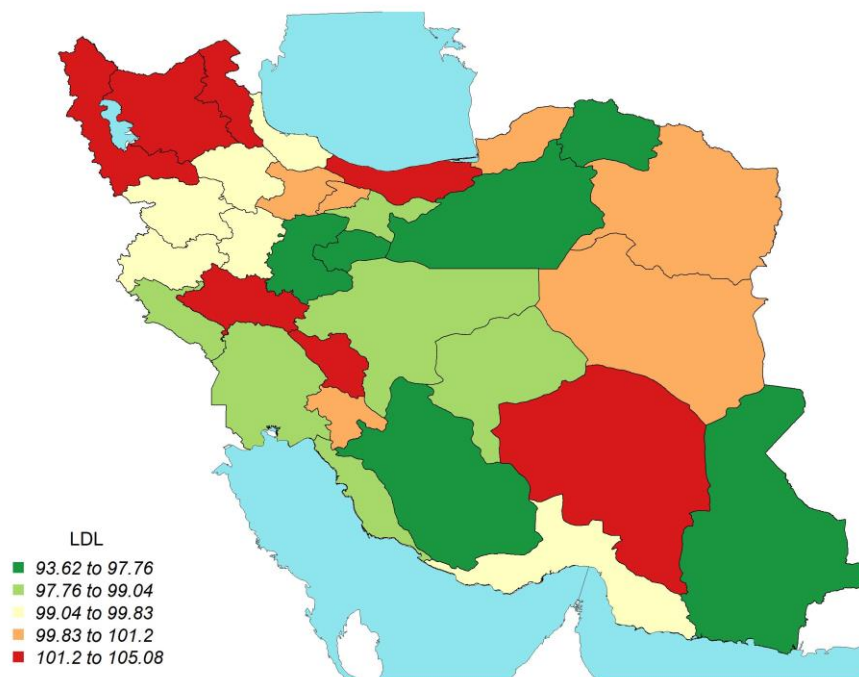 LDL
93.62 to 97.76
97.76 to 99.04
99.04 to 99.83
99.83 to 101.2
101.2 to 105.08